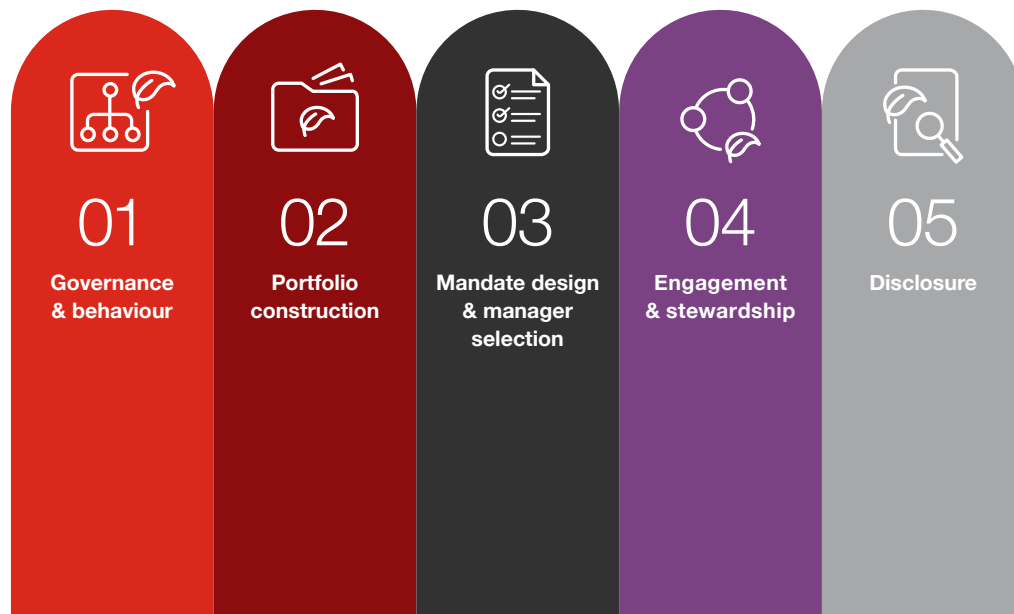 01
Governance
& behaviour
02
Portfolio
construction
03
Mandate design
& manager
selection
04
Engagement
& stewardship
05
Disclosure